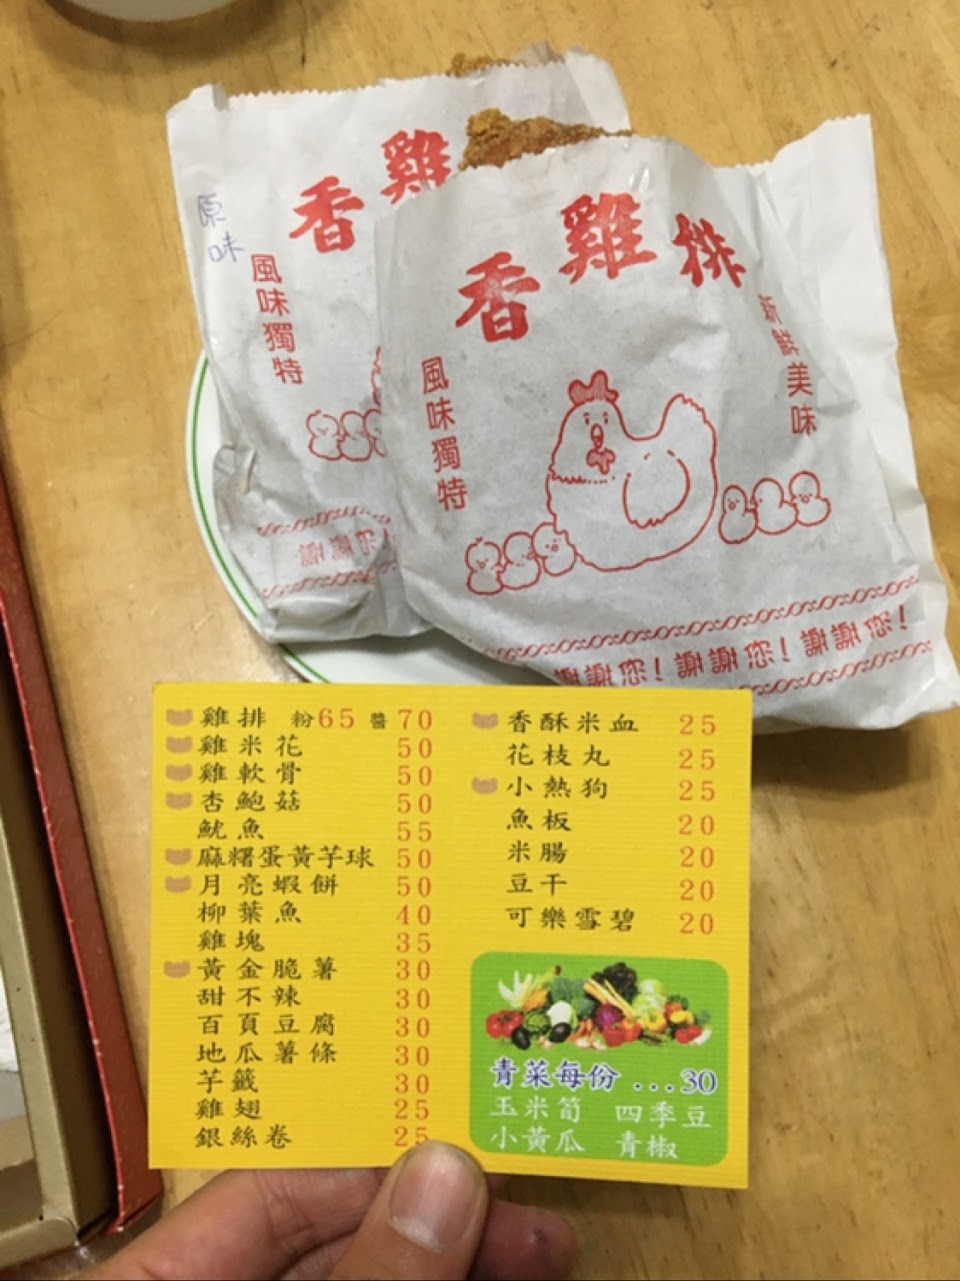 香雞
原味
風味獨特
謝謝您
香雞排
風味獨特
新鮮美味
謝謝您！謝謝您！謝謝您！
雞排 粉65 醬70
雞米花 50
雞軟骨 50
杏鮑菇 50
魷魚 55
麻糬蛋黃芋球 50
月亮蝦餅 50
柳葉魚 40
雞塊 35
黃金脆薯 30
甜不辣 30
百頁豆腐 30
地瓜薯條 30
芋籤 30
雞翅 25
銀絲卷 25
香酥米血 25
花枝丸 25
小熱狗 25
魚板 20
米腸 20
豆干 20
可樂雪碧 20
青菜每份...30
玉米筍 四季豆
小黃瓜 青椒